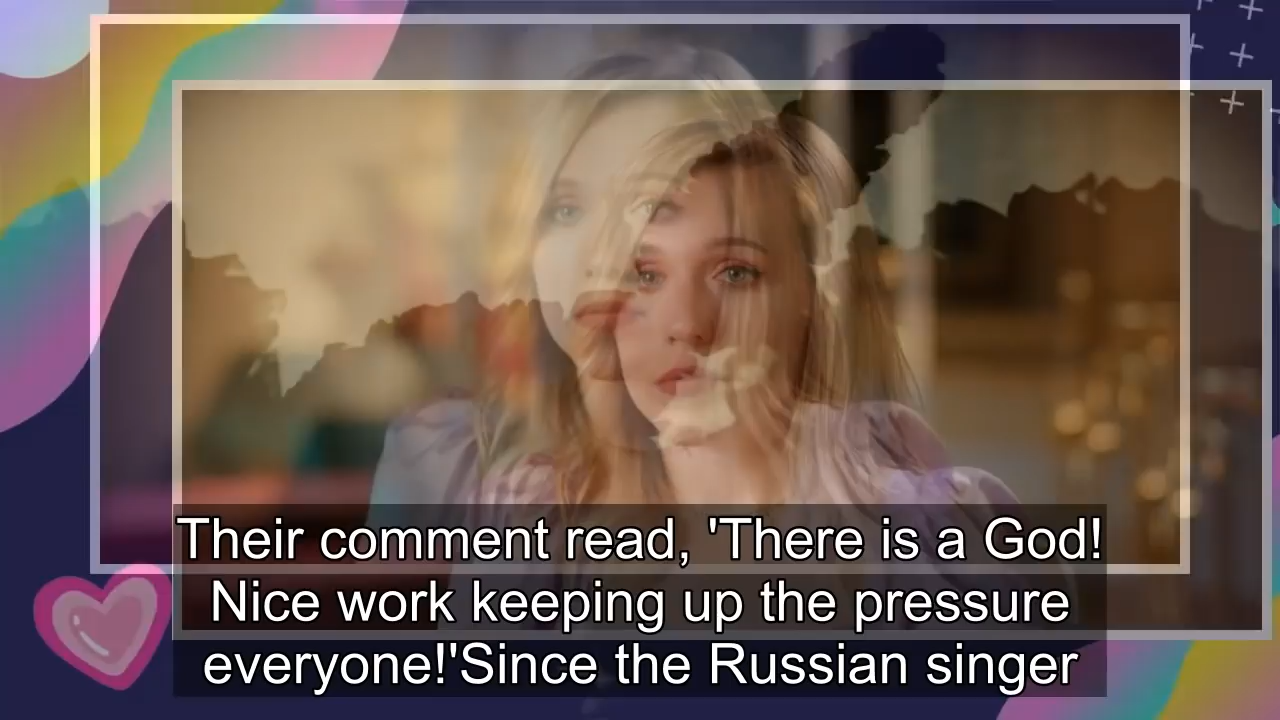 Their comment read, 'There is a God!
Nice work keeping up the pressure
everyone!'Since the Russian singer